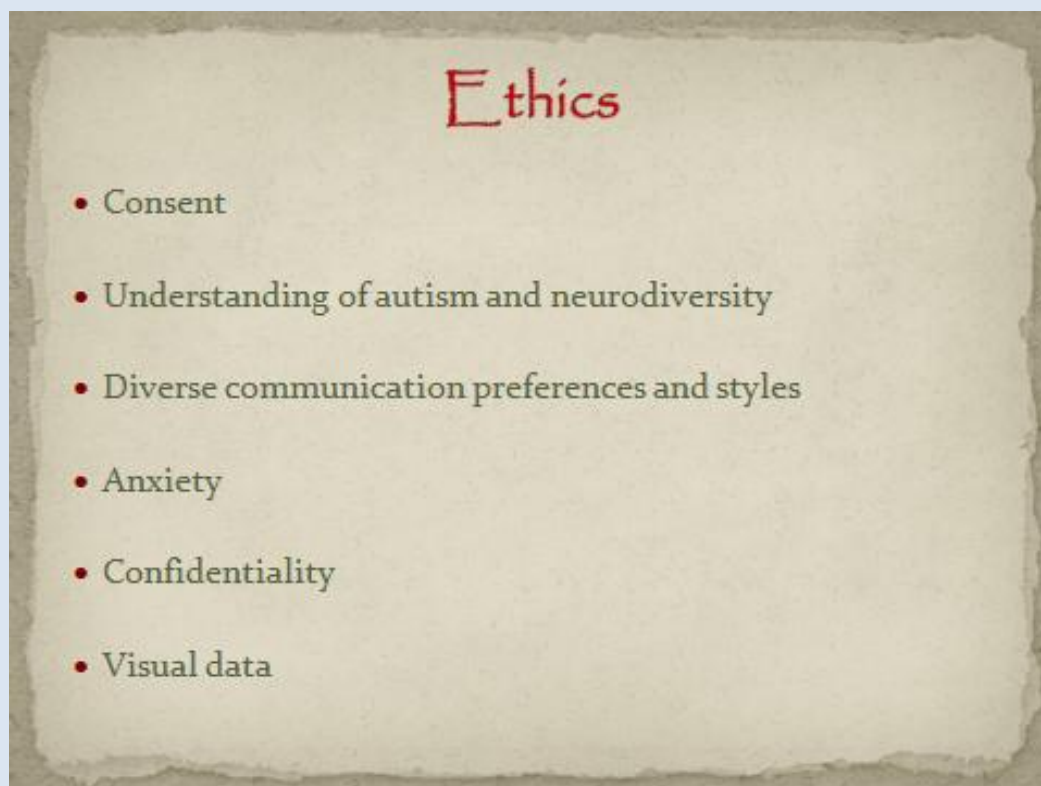 Ethics
• Consent
• Understanding of autism and neurodiversity
• Diverse communication preferences and styles
• Anxiety
• Confidentiality
• Visual data